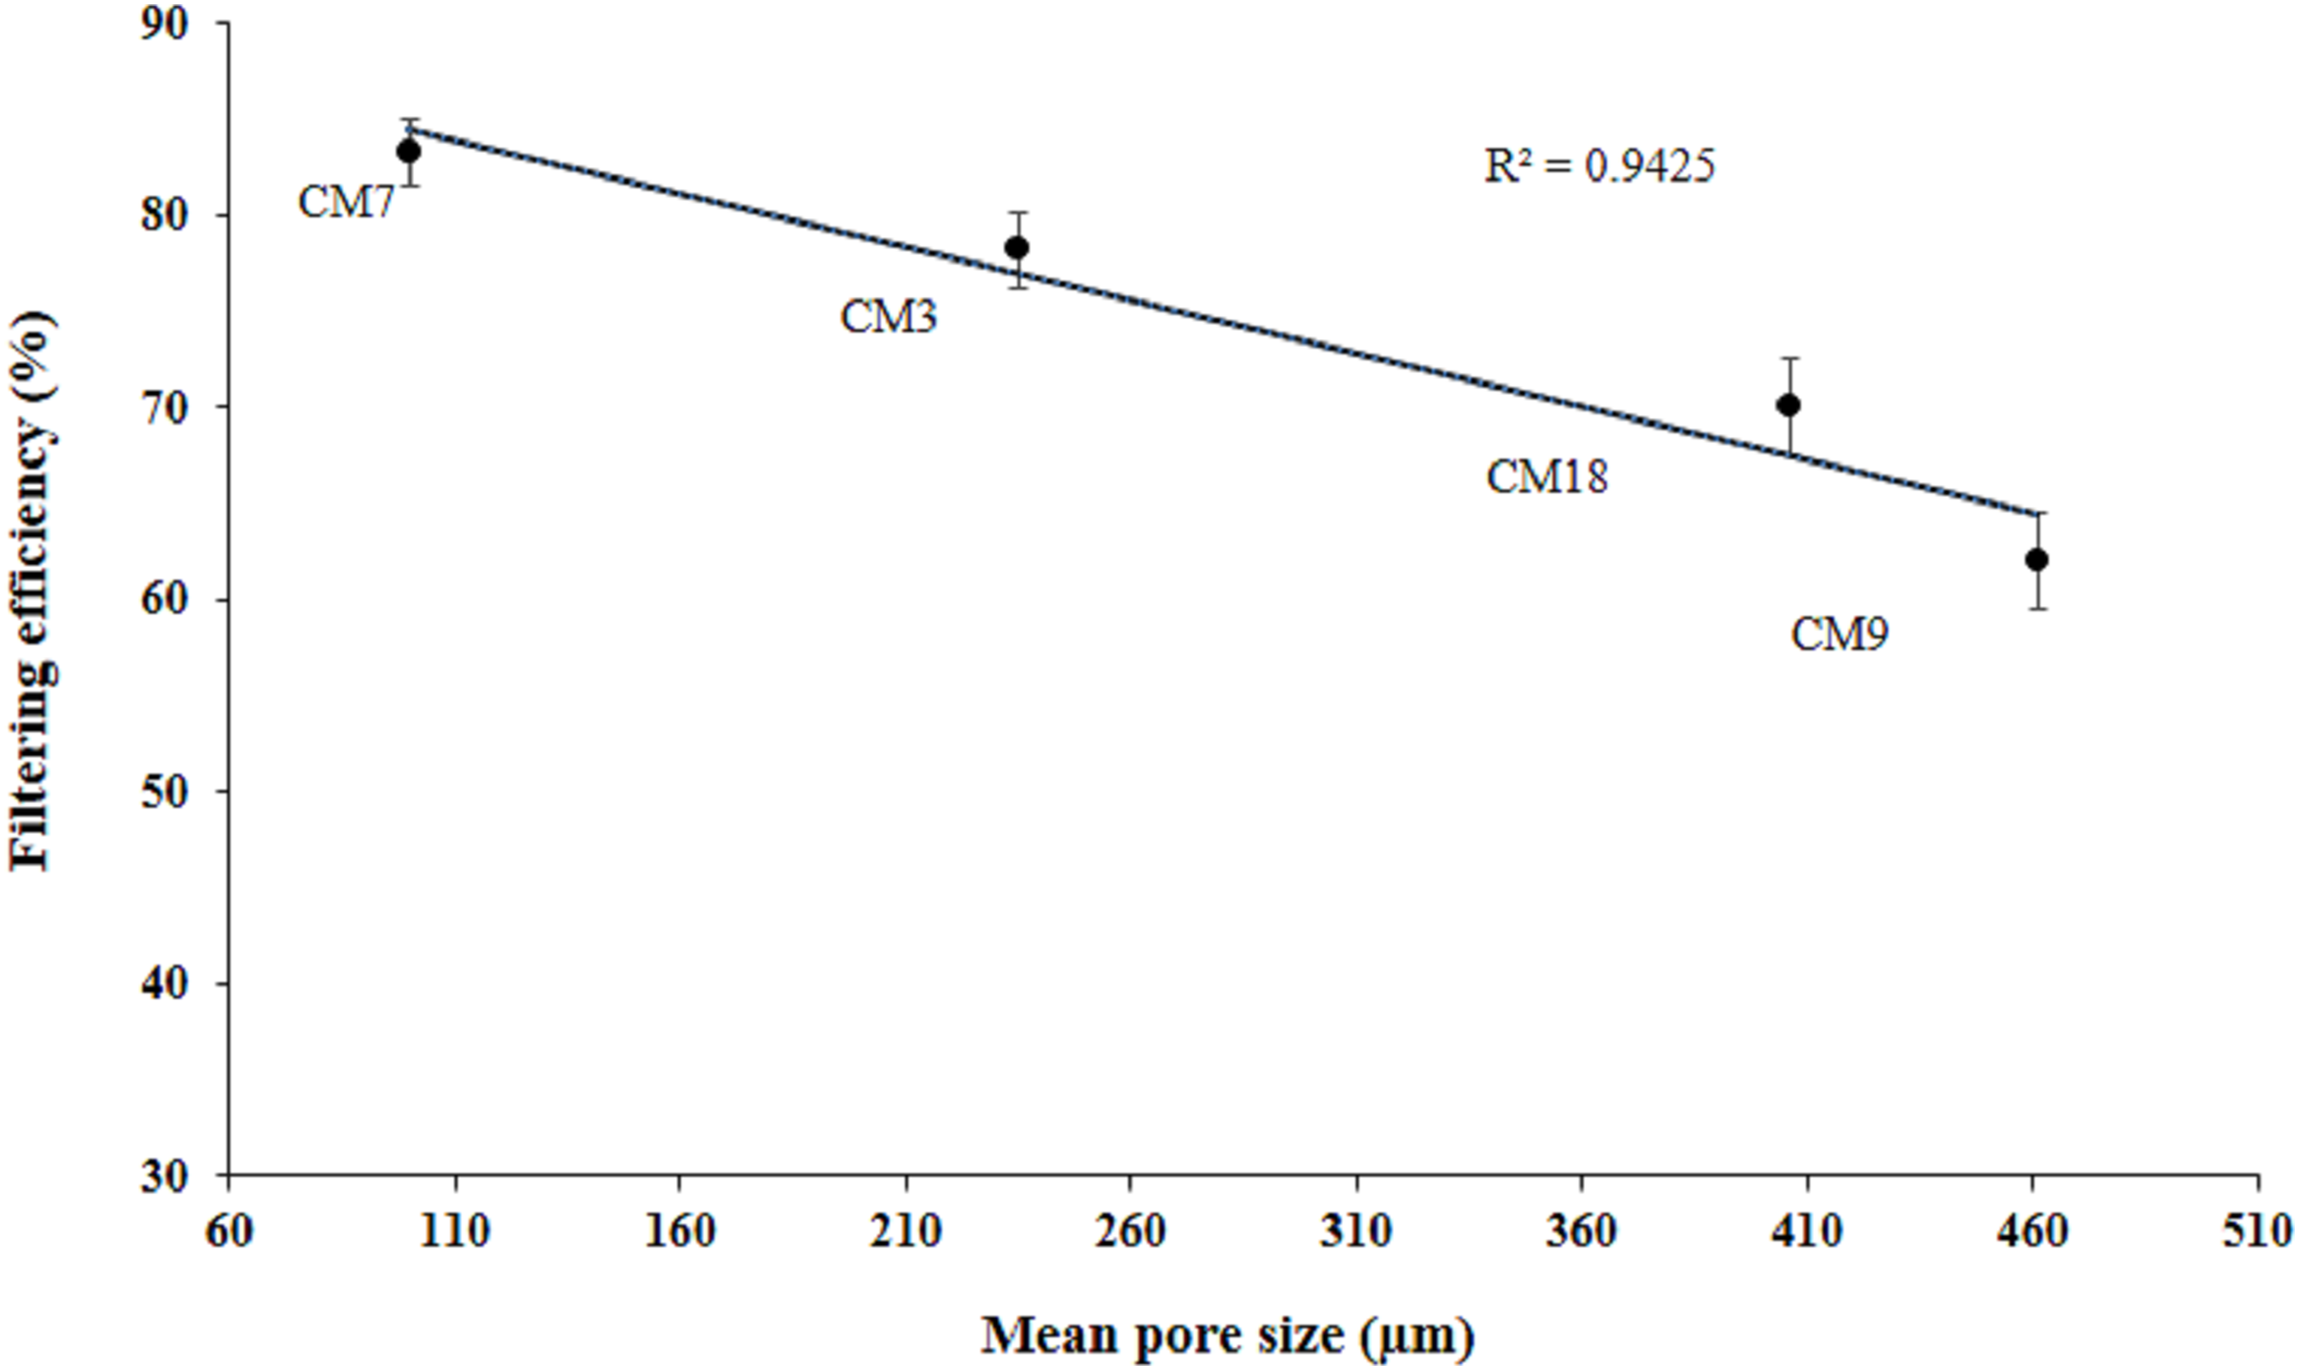 90
80
70
60
50
40
30
Filtering efficiency (%)
CM7
CM3
CM18
CM9
R² = 0.9425
60 110 160 210 260 310 360 410 460 510
Mean pore size (μm)